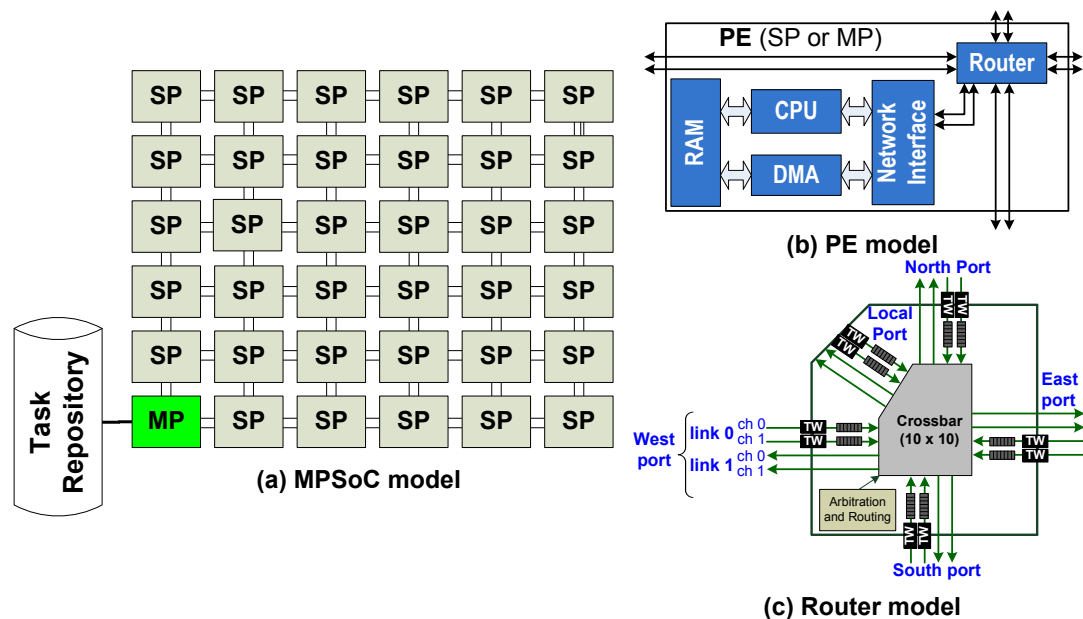 SP SP SP SP SP SP
SP SP SP SP SP SP
SP SP SP SP SP SP
SP SP SP SP SP SP
SP SP SP SP SP SP
MP SP SP SP SP SP
Task
Repository
(a) MPSoC model
PE (SP or MP)
Router
RAM
CPU
DMA
Network
Interface
(b) PE model
North Port
TW TW
Local
Port
TW
TW
East
port
Crossbar
(10 x 10)
West
port
link 0
ch 0
ch 1
link 1
ch 0
ch 1
TW
TW
TW
TW
Arbitration
and Routing
TW TW
South port
(c) Router model